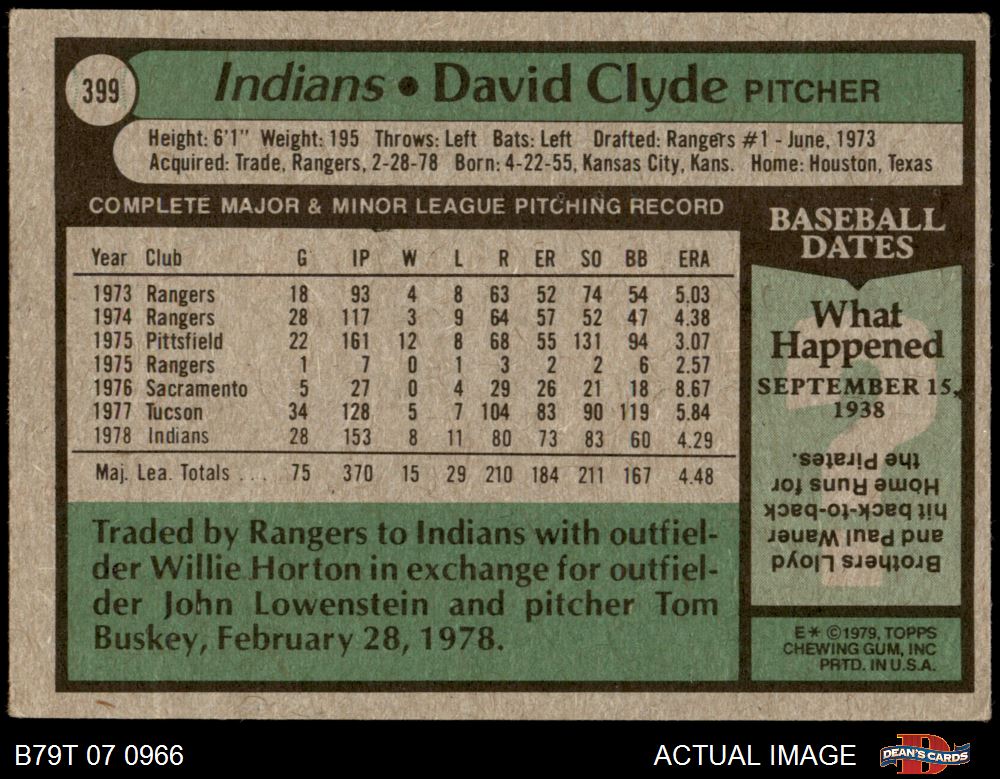 399
Indians • David Clyde PITCHER
Height: 6'1" Weight: 195 Throws: Left Bats: Left Drafted: Rangers #1 - June, 1973
Acquired: Trade, Rangers, 2-28-78 Born: 4-22-55, Kansas City, Kans. Home: Houston, Texas
COMPLETE MAJOR & MINOR LEAGUE PITCHING RECORD
Year Club G IP W L R ER SO BB ERA
1973 Rangers 18 93 4 8 63 52 74 54 5.03
1974 Rangers 28 117 3 9 64 57 52 47 4.38
1975 Pittsfield 22 161 12 8 68 55 131 94 3.07
1975 Rangers 1 7 0 1 3 2 2 6 2.57
1976 Sacramento 5 27 0 4 29 26 21 18 8.67
1977 Tucson 34 128 5 7 104 83 90 119 5.84
1978 Indians 28 153 8 11 80 73 83 60 4.29
Maj. Lea. Totals . . . 75 370 15 29 210 184 211 167 4.48
Traded by Rangers to Indians with outfiel-
der Willie Horton in exchange for outfiel-
der John Lowenstein and pitcher Tom
Buskey, February 28, 1978.
BASEBALL
DATES
What
Happened
SEPTEMBER 15,
1938
Brothers Lloyd
and Paul Waner
hit back-to-back
Home Runs for
the Pirates.
E* ©1979, TOPPS
CHEWING GUM, INC
PRTD. IN U.S.A.
B79T 07 0966
ACTUAL IMAGE
DEAN'S CARDS